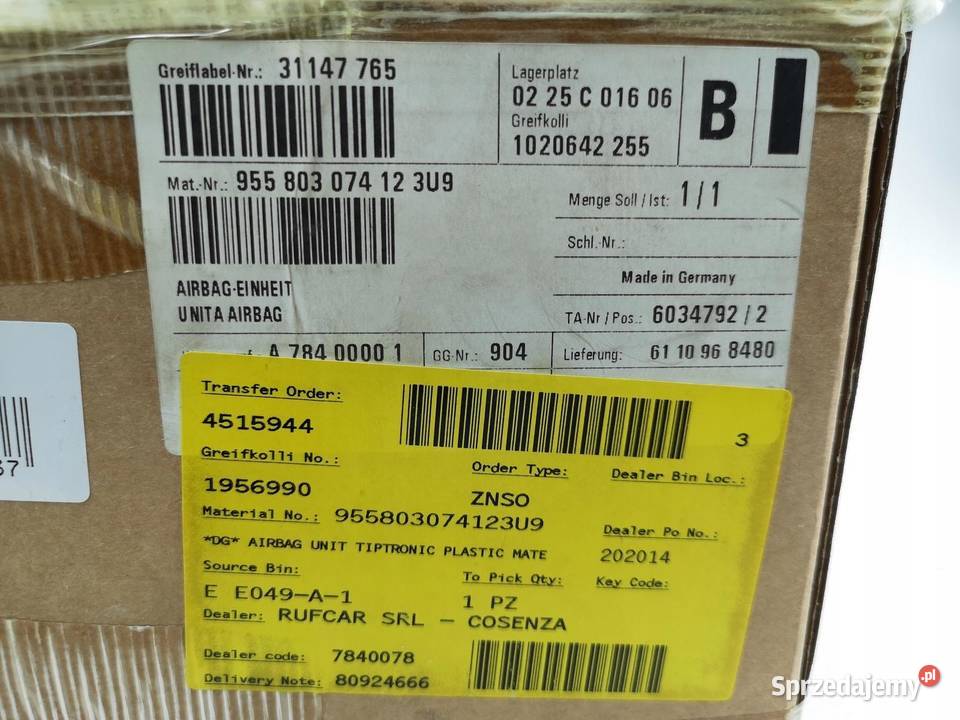 Greiflabel-Nr.: 31147 765
Lagerplatz
02 25 C 016 06
Greifkolli
1020642 255
B
Mat.-Nr.: 955 803 074 12 3U9
Menge Soll / Ist: 1 / 1
Schl.-Nr.:
Made in Germany
AIRBAG-EINHEIT
UNITA AIRBAG
TA-Nr / Pos.: 6034792 / 2
A 784 0000 1
GG-Nr.: 904
Lieferung: 61 10 96 8480
Transfer Order:
4515944
3
Greifkolli No.:
Order Type:
Dealer Bin Loc.:
1956990
ZNSO
Material No.: 955803074123U9
Dealer Po No.:
*DG* AIRBAG UNIT TIPTRONIC PLASTIC MATE
202014
Source Bin:
To Pick Qty:
Key Code:
E E049-A-1
1 PZ
Dealer: RUFCAR SRL - COSENZA
Dealer code: 7840078
Delivery Note: 80924666
Sprzedajemy.pl